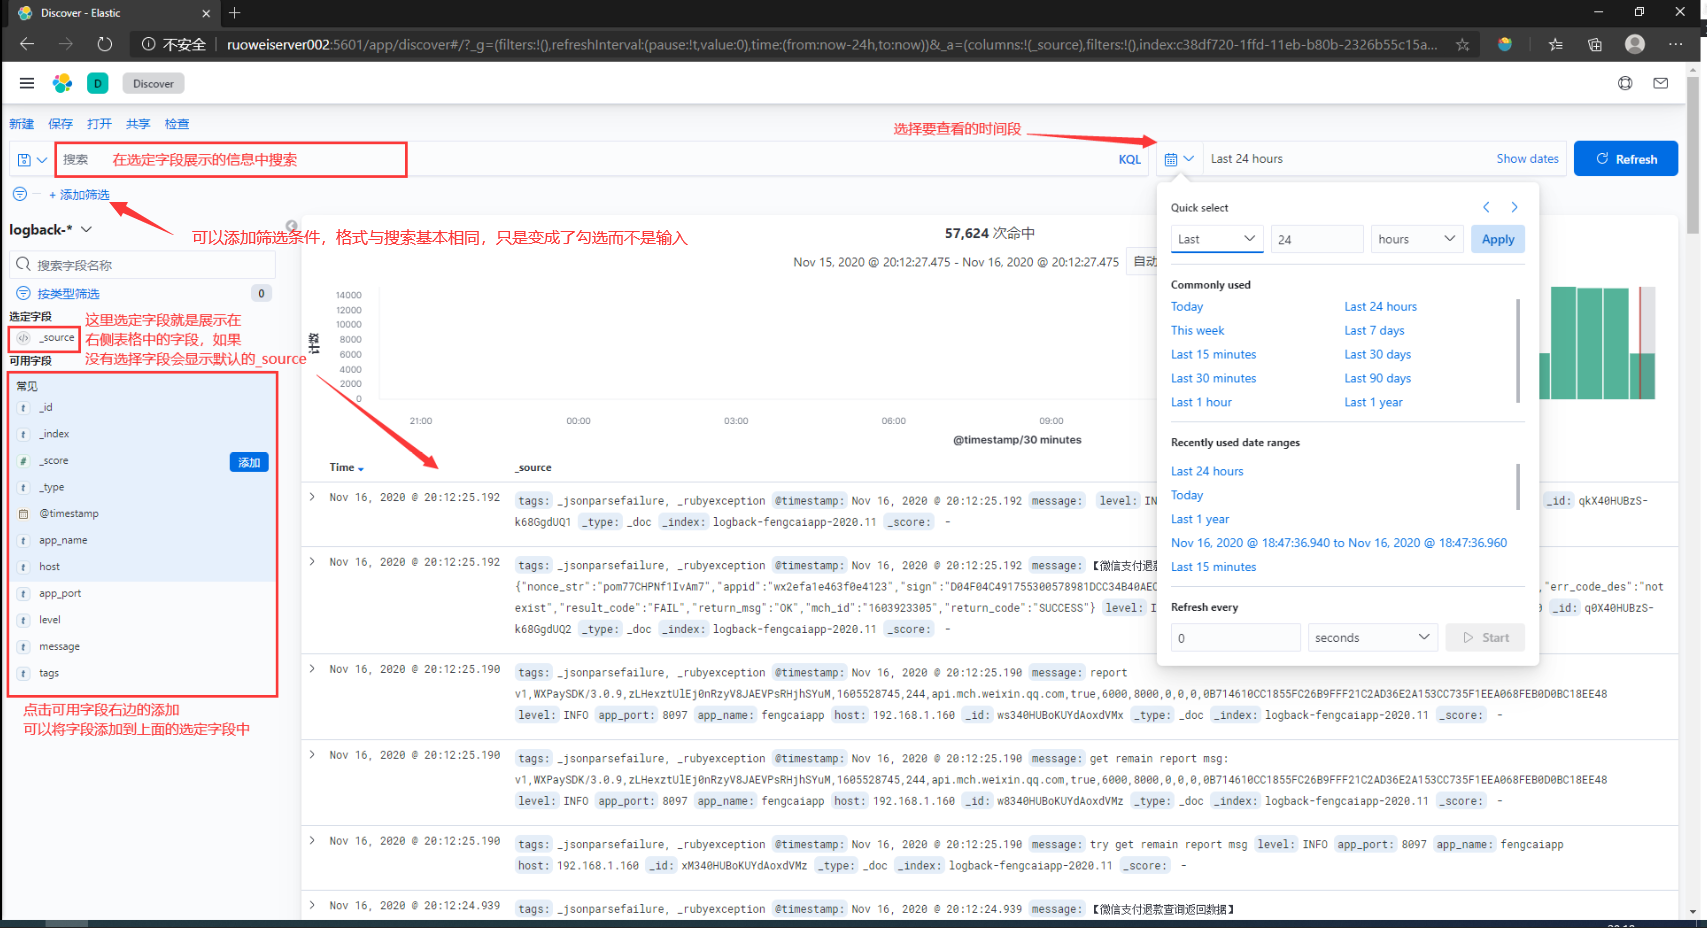 Discover - Elastic
不安全
ruoweiserver002:5601/app/discover#/?_g=(filters:!(),refreshInterval:(pause:!t,value:0),time:(from:now-24h,to:now))&_a=(columns:!(_source),filters:!(),index:c38df720-1ffd-11eb-b80b-2326b55c15a...
D
Discover
新建 保存 打开 共享 检查
选择要查看的时间段
搜索 在选定字段展示的信息中搜索
KQL
Last 24 hours
Show dates
Refresh
+ 添加筛选
logback-*
可以添加筛选条件，格式与搜索基本相同，只是变成了勾选而不是输入
搜索字段名称
按类型筛选 0
选定字段
_source
这里选定字段就是展示在
右侧表格中的字段，如果
没有选择字段会显示默认的_source
可用字段
常见
t _id
t _index
# _score
添加
t _type
@timestamp
t app_name
t host
t app_port
t level
t message
t tags
点击可用字段右边的添加
可以将字段添加到上面的选定字段中
57,624 次命中
Nov 15, 2020 @ 20:12:27.475 - Nov 16, 2020 @ 20:12:27.475
自动
计数
14000
12000
10000
8000
6000
4000
2000
0
21:00 00:00 03:00 06:00 09:00
@timestamp/30 minutes
Quick select
Last 24 hours Apply
Commonly used
Today Last 24 hours
This week Last 7 days
Last 15 minutes Last 30 days
Last 30 minutes Last 90 days
Last 1 hour Last 1 year
Recently used date ranges
Last 24 hours
Today
Last 1 year
Nov 16, 2020 @ 18:47:36.940 to Nov 16, 2020 @ 18:47:36.960
Last 15 minutes
Refresh every
0 seconds Start
Time _source
Nov 16, 2020 @ 20:12:25.192 tags: _jsonparsefailure, _rubyexception @timestamp: Nov 16, 2020 @ 20:12:25.192 message: level: IN _id: qkX40HUBzS-
k68GgdUQ1 _type: _doc _index: logback-fengcaiapp-2020.11 _score: -
Nov 16, 2020 @ 20:12:25.192 tags: _jsonparsefailure, _rubyexception @timestamp: Nov 16, 2020 @ 20:12:25.192 message: 【微信支付退款
{"nonce_str":"pom77CHPNf1IvAm7","appid":"wx2efa1e463f0e4123","sign":"D04F04C491755300578981DCC34B40AEC ,"err_code_des":"not
exist","result_code":"FAIL","return_msg":"OK","mch_id":"1603923305","return_code":"SUCCESS"} level: I _id: q0X40HUBzS-
k68GgdUQ2 _type: _doc _index: logback-fengcaiapp-2020.11 _score: -
Nov 16, 2020 @ 20:12:25.190 tags: _jsonparsefailure, _rubyexception @timestamp: Nov 16, 2020 @ 20:12:25.190 message: report
v1,WXPaySDK/3.0.9,zLHexztUlEj0nRzyV8JAEVPsRHjhSYuM,1605528745,244,api.mch.weixin.qq.com,true,6000,8000,0,0,0,0B714610CC1855FC26B9FFF21C2AD36E2A153CC735F1EEA068FEB0D0BC18EE48
level: INFO app_port: 8097 app_name: fengcaiapp host: 192.168.1.160 _id: ws340HUBoKUYdAoxdVMx _type: _doc _index: logback-fengcaiapp-2020.11 _score: -
Nov 16, 2020 @ 20:12:25.190 tags: _jsonparsefailure, _rubyexception @timestamp: Nov 16, 2020 @ 20:12:25.190 message: get remain report msg:
v1,WXPaySDK/3.0.9,zLHexztUlEj0nRzyV8JAEVPsRHjhSYuM,1605528745,244,api.mch.weixin.qq.com,true,6000,8000,0,0,0,0B714610CC1855FC26B9FFF21C2AD36E2A153CC735F1EEA068FEB0D0BC18EE48
level: INFO app_port: 8097 app_name: fengcaiapp host: 192.168.1.160 _id: w8340HUBoKUYdAoxdVMz _type: _doc _index: logback-fengcaiapp-2020.11 _score: -
Nov 16, 2020 @ 20:12:25.190 tags: _jsonparsefailure, _rubyexception @timestamp: Nov 16, 2020 @ 20:12:25.190 message: try get remain report msg level: INFO app_port: 8097 app_name: fengcaiapp
host: 192.168.1.160 _id: xM340HUBoKUYdAoxdVMz _type: _doc _index: logback-fengcaiapp-2020.11 _score: -
Nov 16, 2020 @ 20:12:24.939 tags: _jsonparsefailure, _rubyexception @timestamp: Nov 16, 2020 @ 20:12:24.939 message: 【微信支付退款查询返回数据】